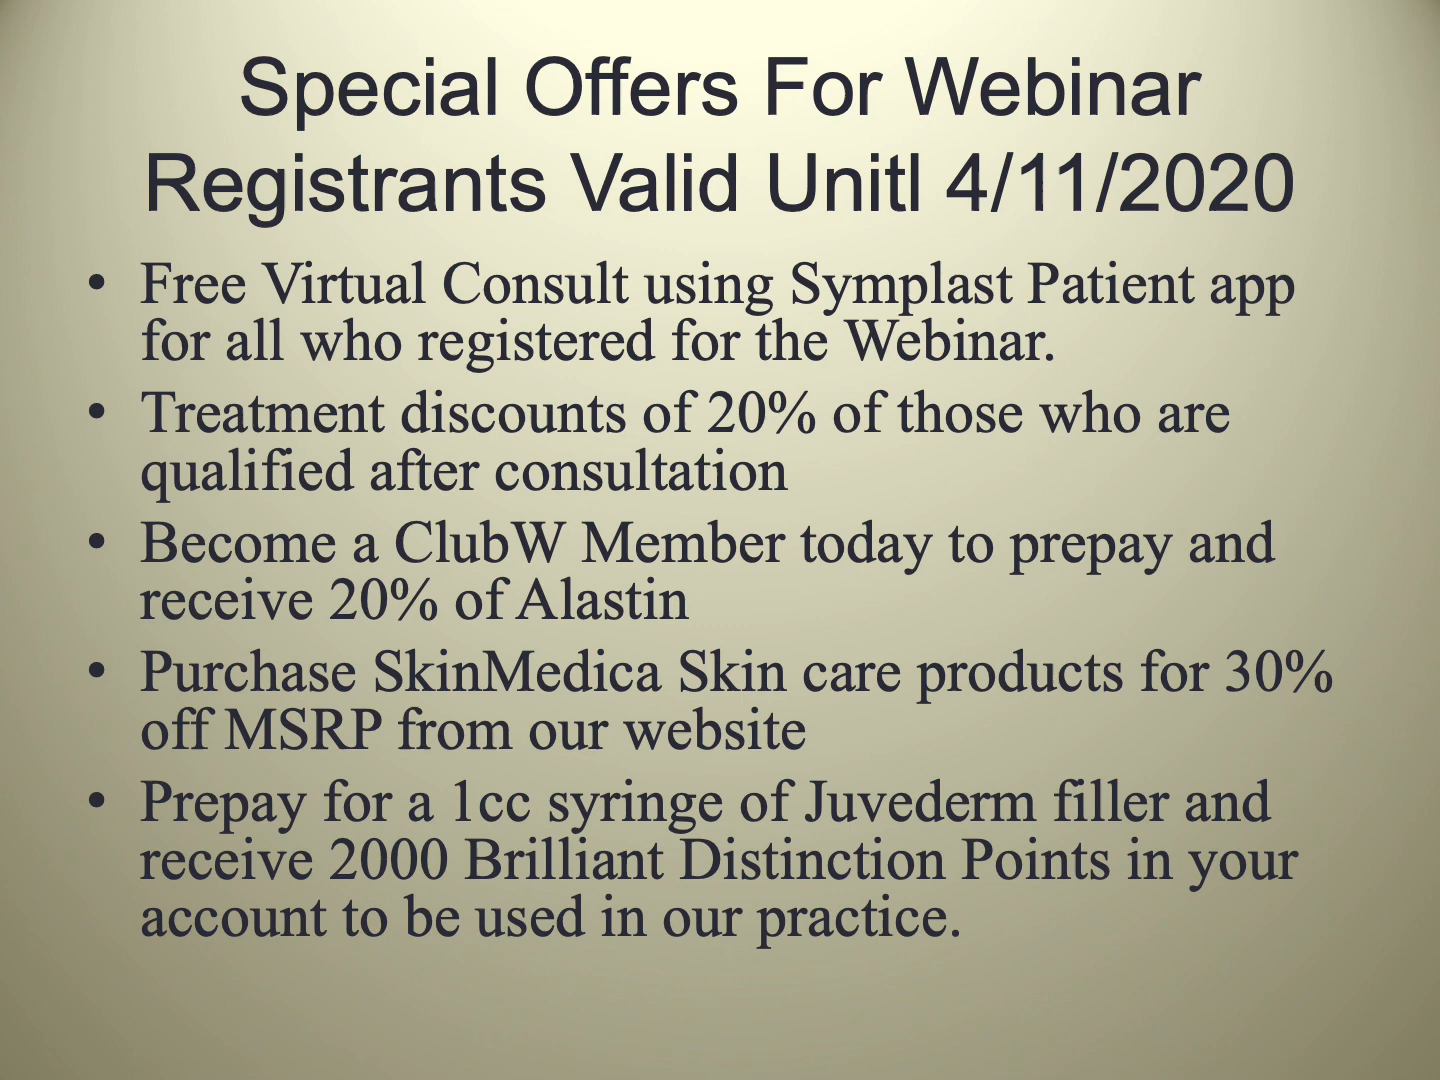 Special Offers For Webinar
Registrants Valid Unitl 4/11/2020
• Free Virtual Consult using Symplast Patient app
for all who registered for the Webinar.
• Treatment discounts of 20% of those who are
qualified after consultation
• Become a ClubW Member today to prepay and
receive 20% of Alastin
• Purchase SkinMedica Skin care products for 30%
off MSRP from our website
• Prepay for a 1cc syringe of Juvederm filler and
receive 2000 Brilliant Distinction Points in your
account to be used in our practice.